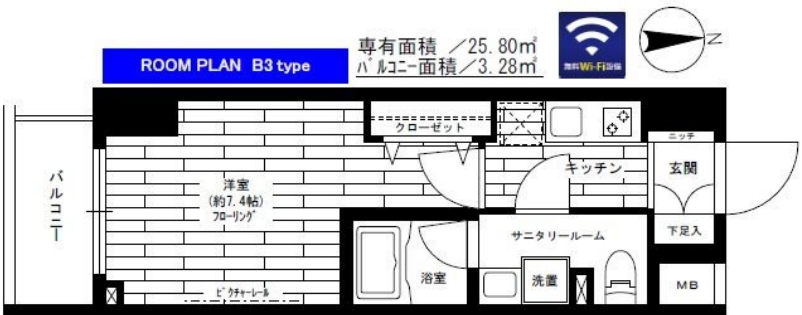 ROOM PLAN B3 type
専有面積 ／25.80㎡
バルコニー面積／3.28㎡
無料Wi-Fi設備
N
バルコニー
洋室
(約7.4帖)
フローリング
クローゼット
キッチン
ニッチ
玄関
下足入
サニタリールーム
浴室
洗置
MB
ピクチャーレール